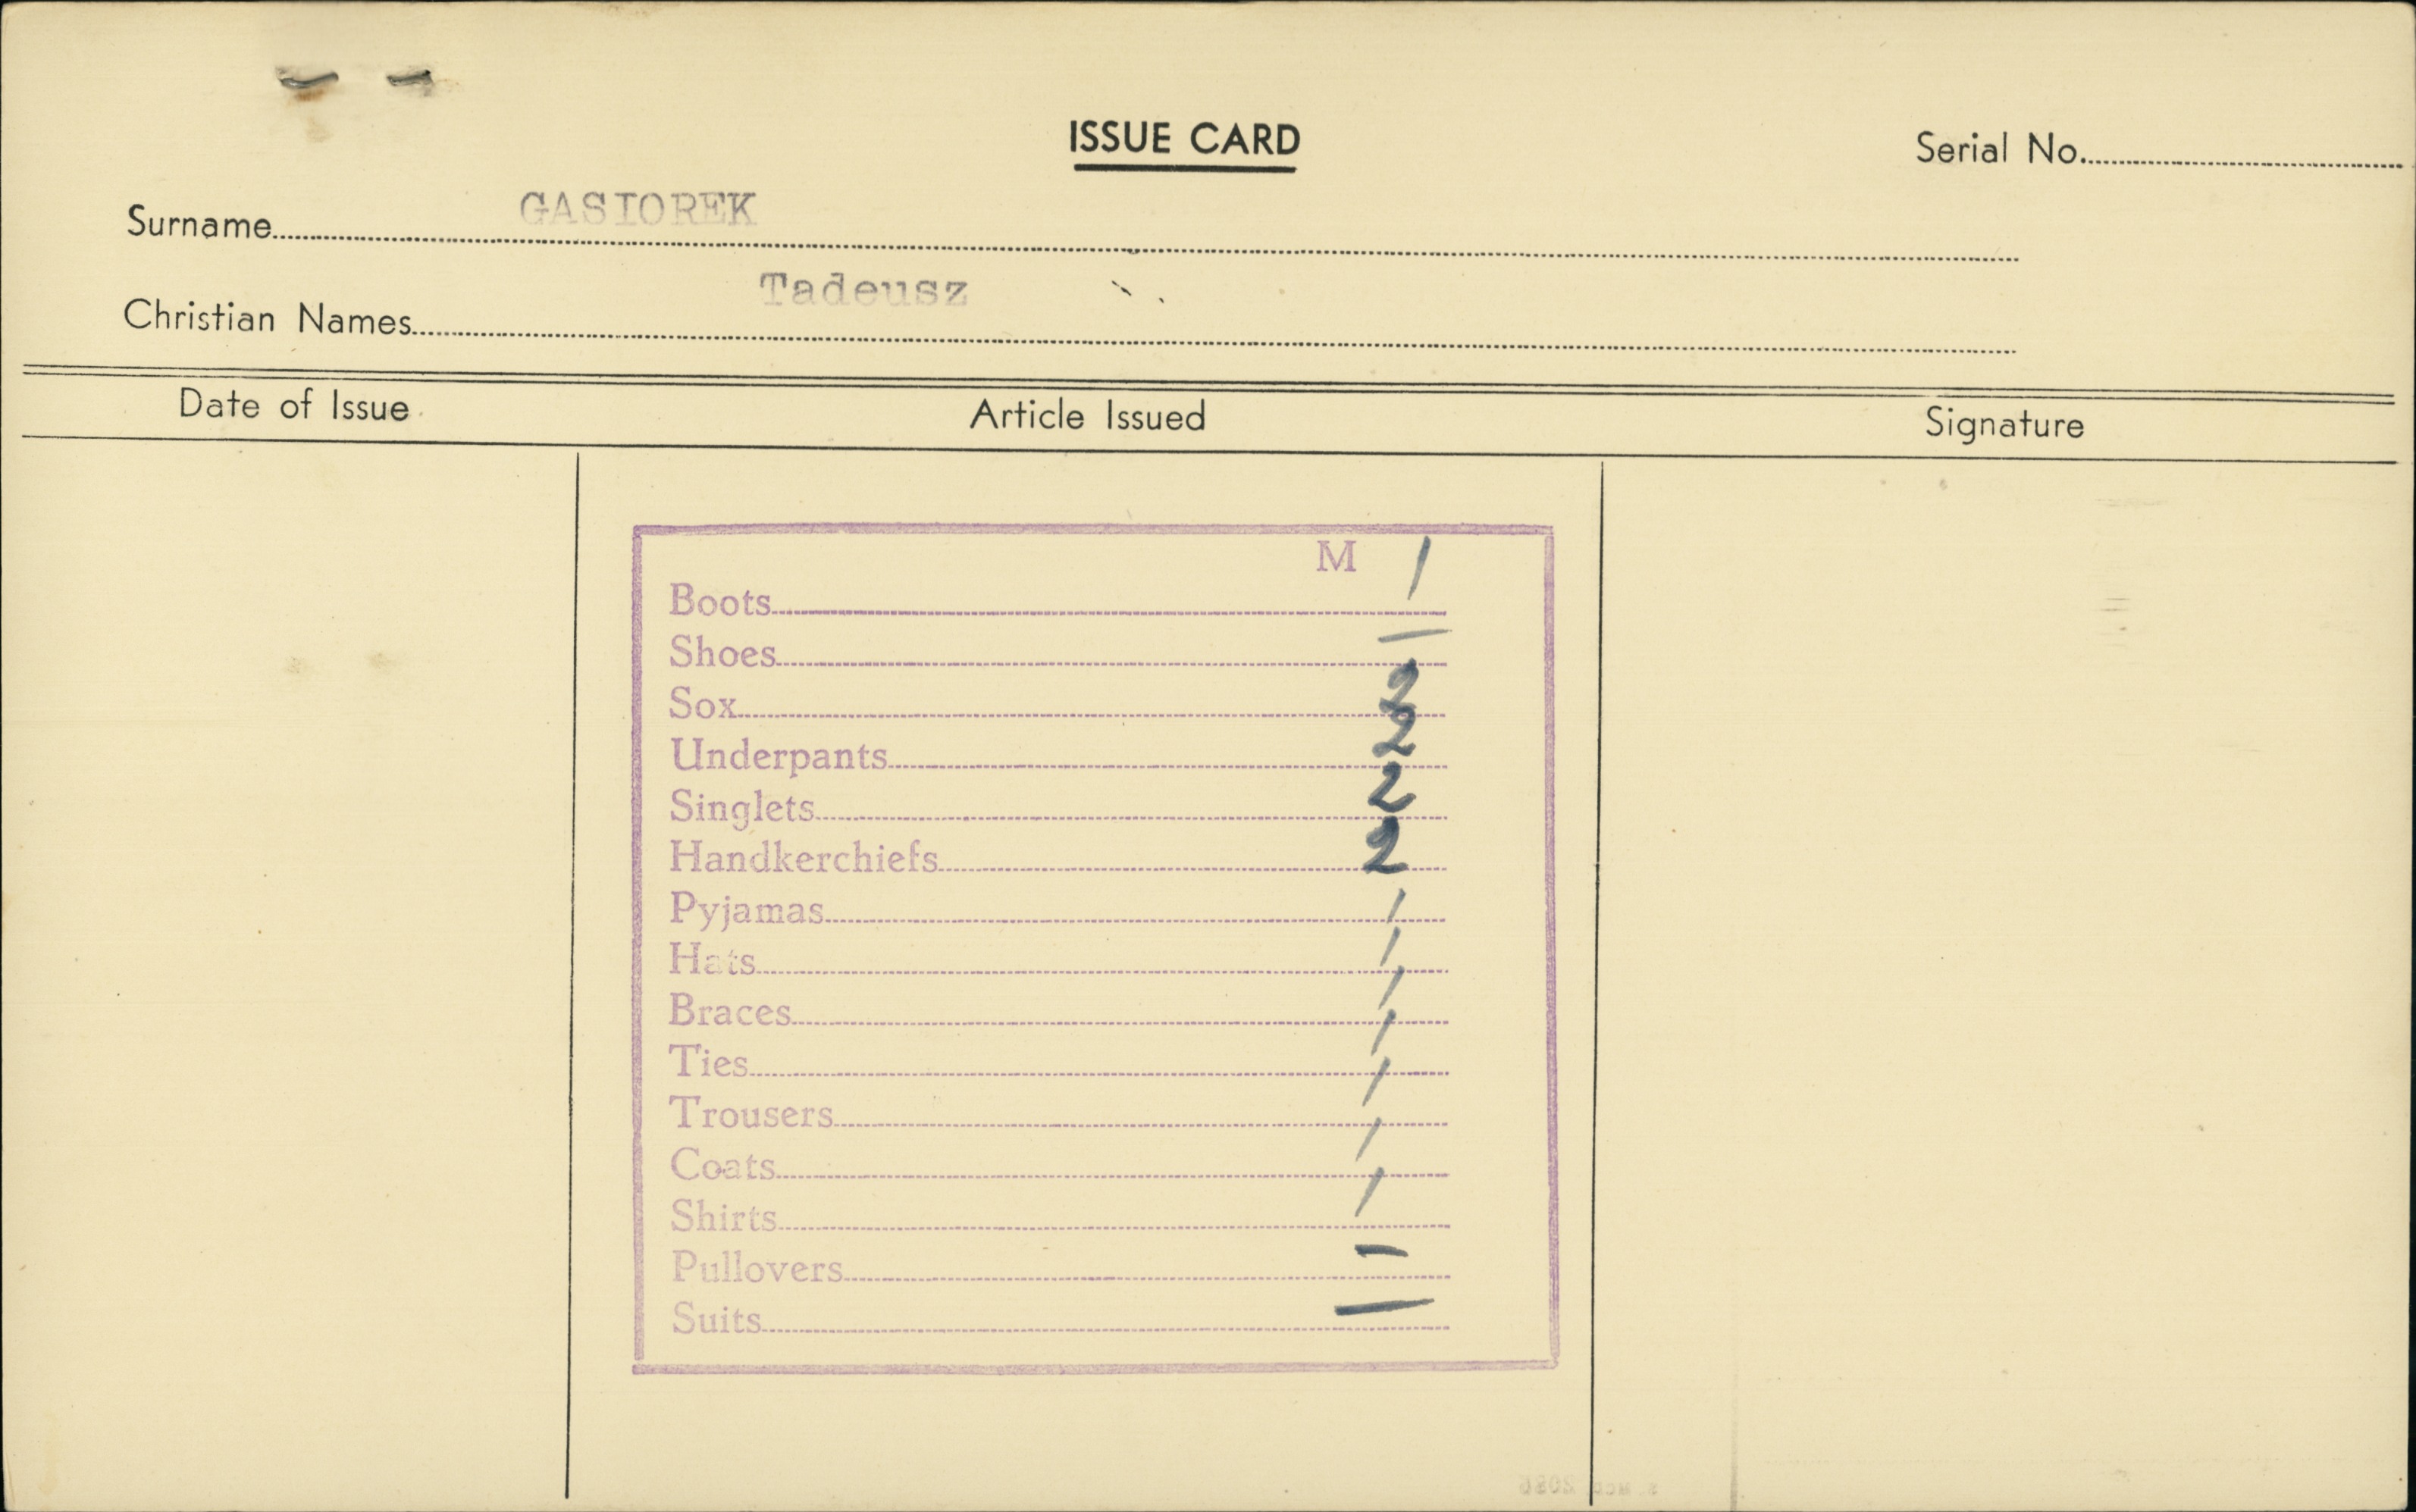 ISSUE CARD
Serial No.
Surname GASIOREK
Christian Names Tadeusz
Date of Issue Article Issued Signature
M
Boots 1
Shoes —
Sox 2
Underpants 2
Singlets 2
Handkerchiefs 2
Pyjamas 1
Hats 1
Braces 1
Ties 1
Trousers 1
Coats 1
Shirts 1
Pullovers —
Suits —